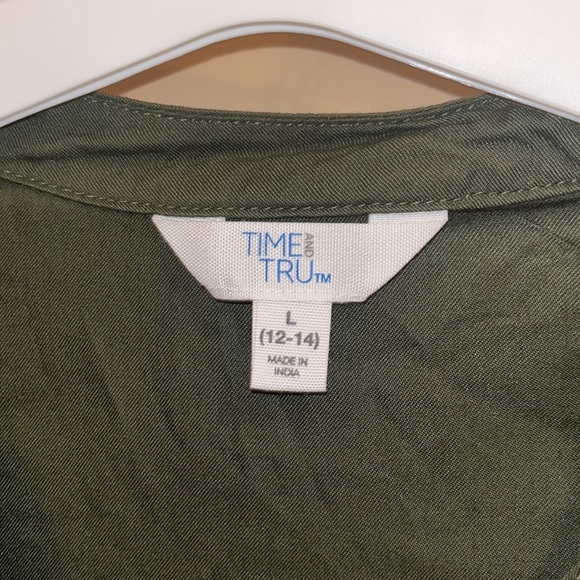 TIME AND
TRU™
L
(12-14)
MADE IN
INDIA